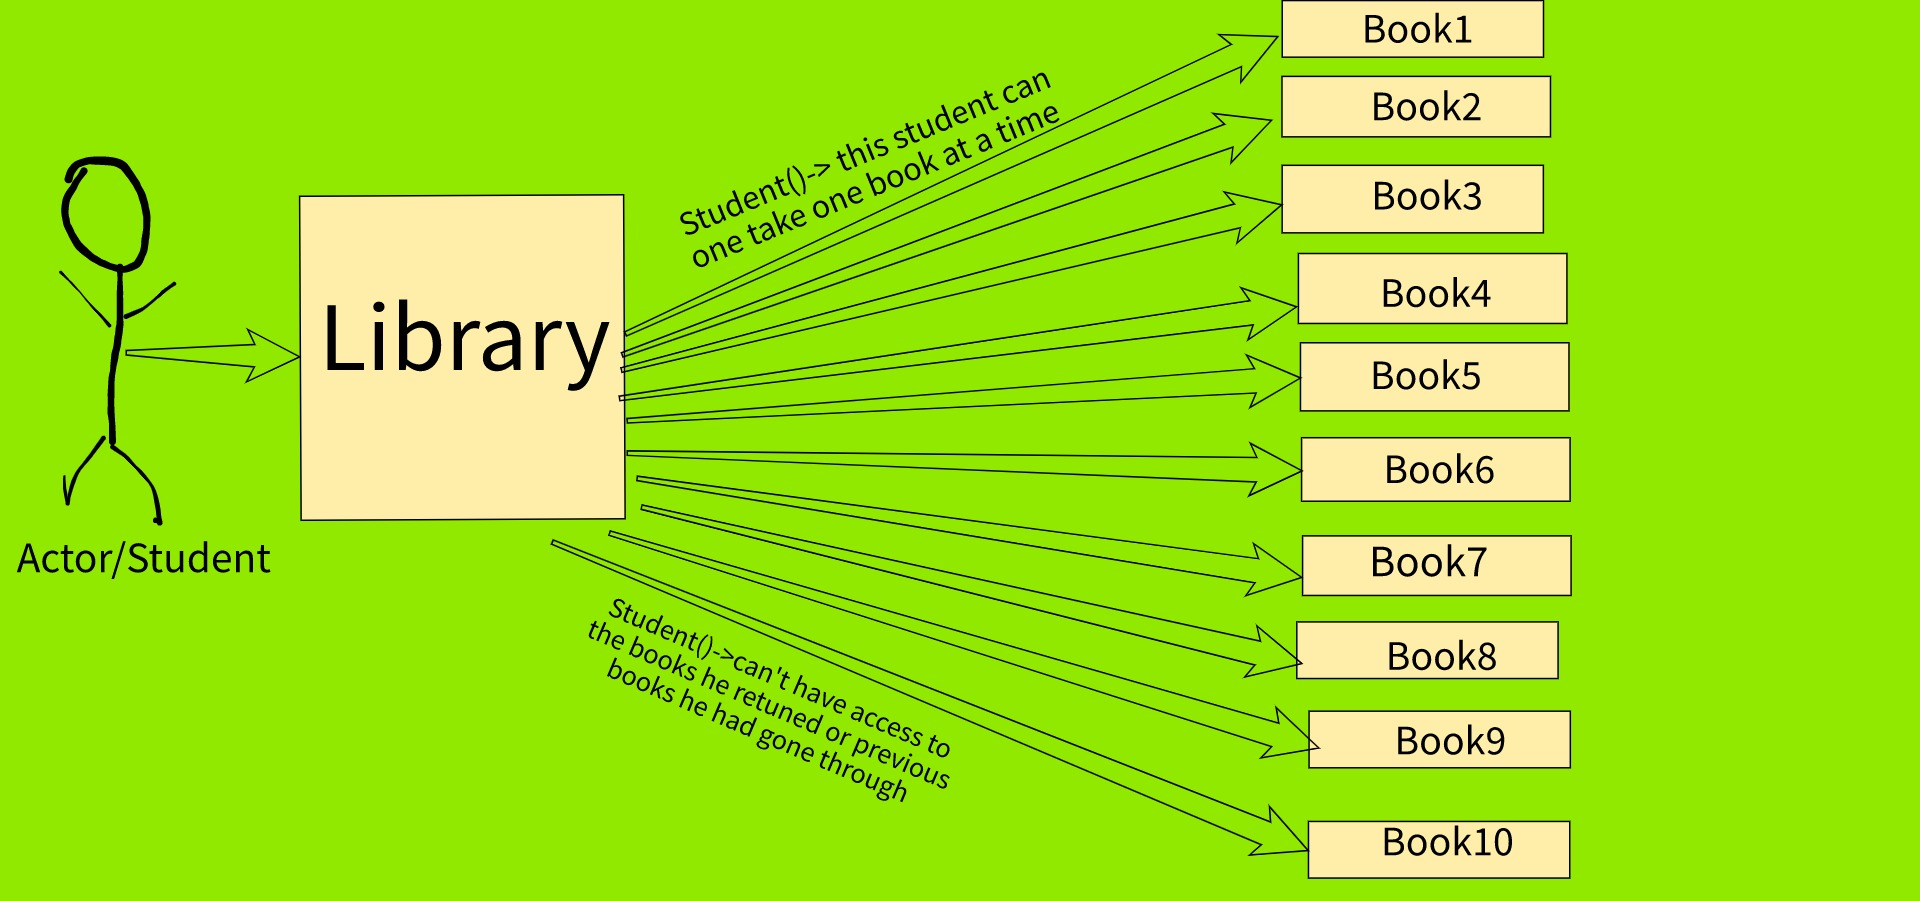 Book1
Student()-> this student can
one take one book at a time
Book2
Book3
Library
Book4
Book5
Book6
Actor/Student
Book7
Student()->can't have access to
the books he retuned or previous
books he had gone through
Book8
Book9
Book10